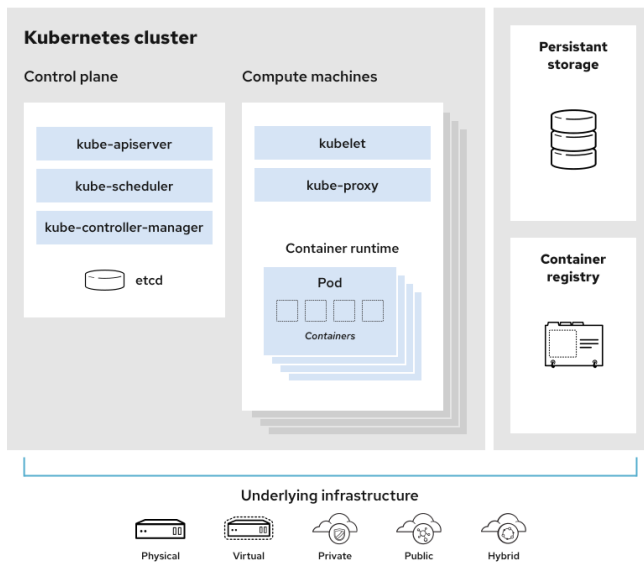 Kubernetes cluster
Control plane
kube-apiserver
kube-scheduler
kube-controller-manager
etcd
Compute machines
kubelet
kube-proxy
Container runtime
Pod
Containers
Persistant
storage
Container
registry
Underlying infrastructure
Physical
Virtual
Private
Public
Hybrid